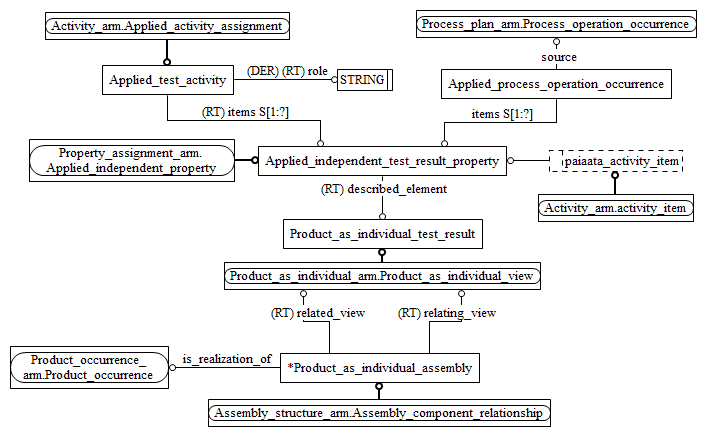 Activity_arm.Applied_activity_assignment
Process_plan_arm.Process_operation_occurrence
source
(DER) (RT) role
Applied_test_activity
STRING
Applied_process_operation_occurrence
(RT) items S[1:?]
items S[1:?]
Property_assignment_arm.
Applied_independent_property
Applied_independent_test_result_property
paiaata_activity_item
(RT) described_element
Activity_arm.activity_item
Product_as_individual_test_result
Product_as_individual_arm.Product_as_individual_view
(RT) related_view
(RT) relating_view
Product_occurrence_
arm.Product_occurrence
is_realization_of
*Product_as_individual_assembly
Assembly_structure_arm.Assembly_component_relationship